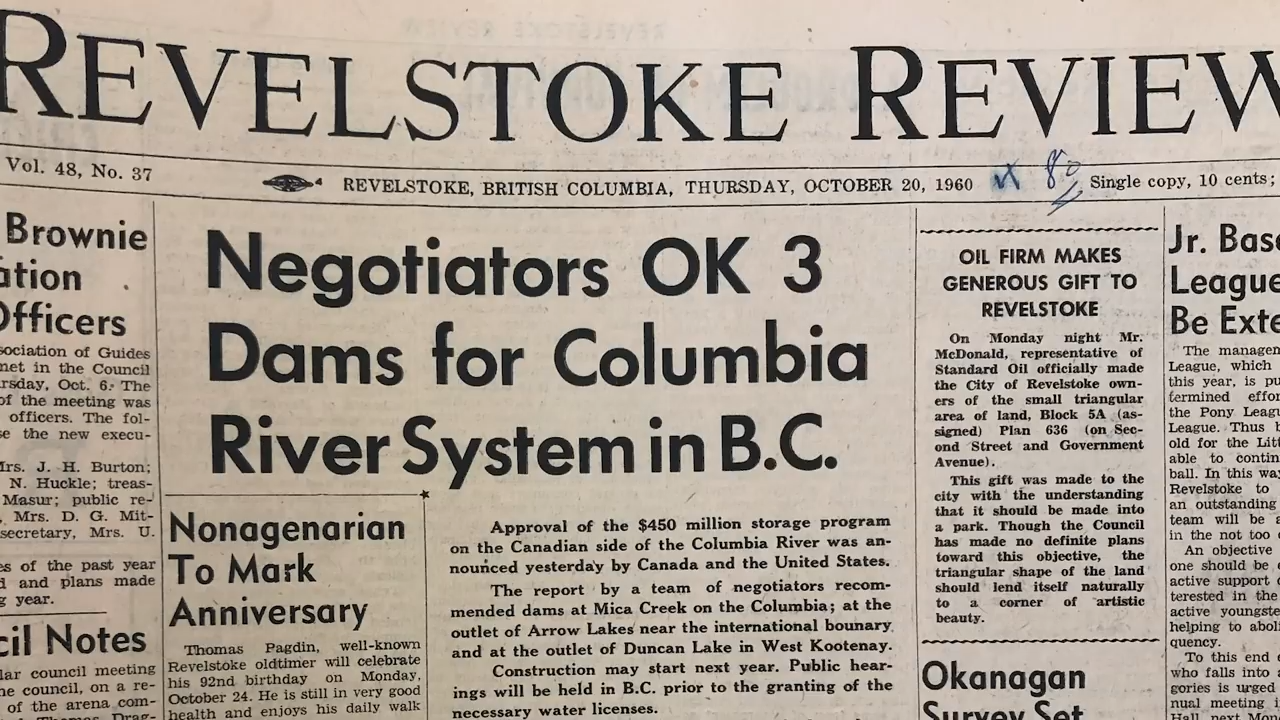 REVELSTOKE REVIEW
Vol. 48, No. 37
REVELSTOKE, BRITISH COLUMBIA, THURSDAY, OCTOBER 20, 1960
Single copy, 10 cents;
Brownie
ation
Officers
sociation of Guides
met in the Council
rsday, Oct. 6. The
of the meeting was
officers. The fol-
se the new execu-
Mrs. J. H. Burton;
N. Huckle; treas-
Masur; public re-
, Mrs. D. G. Mit-
secretary, Mrs. U.
es of the past year
d and plans made
g year.
cil Notes
lar council meeting
he council, on a re-
of the arena com-
Thomas Drag-
Negotiators OK 3
Dams for Columbia
River System in B.C.
Nonagenarian
To Mark
Anniversary
Thomas Pagdin, well-known
Revelstoke oldtimer will celebrate
his 92nd birthday on Monday,
October 24. He is still in very good
health and enjoys his daily walk
Approval of the $450 million storage program
on the Canadian side of the Columbia River was an-
nounced yesterday by Canada and the United States.
The report by a team of negotiators recom-
mended dams at Mica Creek on the Columbia; at the
outlet of Arrow Lakes near the international bounary
and at the outlet of Duncan Lake in West Kootenay.
Construction may start next year. Public hear-
ings will be held in B.C. prior to the granting of the
necessary water licenses.
OIL FIRM MAKES
GENEROUS GIFT TO
REVELSTOKE
On Monday night Mr.
McDonald, representative of
Standard Oil officially made
the City of Revelstoke own-
ers of the small triangular
area of land, Block 5A (as-
signed) Plan 636 (on Sec-
ond Street and Government
Avenue).
This gift was made to the
city with the understanding
that it should be made into
a park. Though the Council
has made no definite plans
toward this objective, the
triangular shape of the land
should lend itself naturally
to a corner of artistic
beauty.
Okanagan
Survey Set
Jr. Base
League
Be Exte
The managem
League, which
this year, is pu
termined effor
the Pony Leag
League. Thus b
old for the Litt
able to contin
ball. In this way
Revelstoke to
an outstanding
team will be
in the not too
An objective
one should be
active support
terested in the
active youngste
helping to aboli
quency.
To this end
who falls into a
gories is urged
nual meeting
Hall next Mon